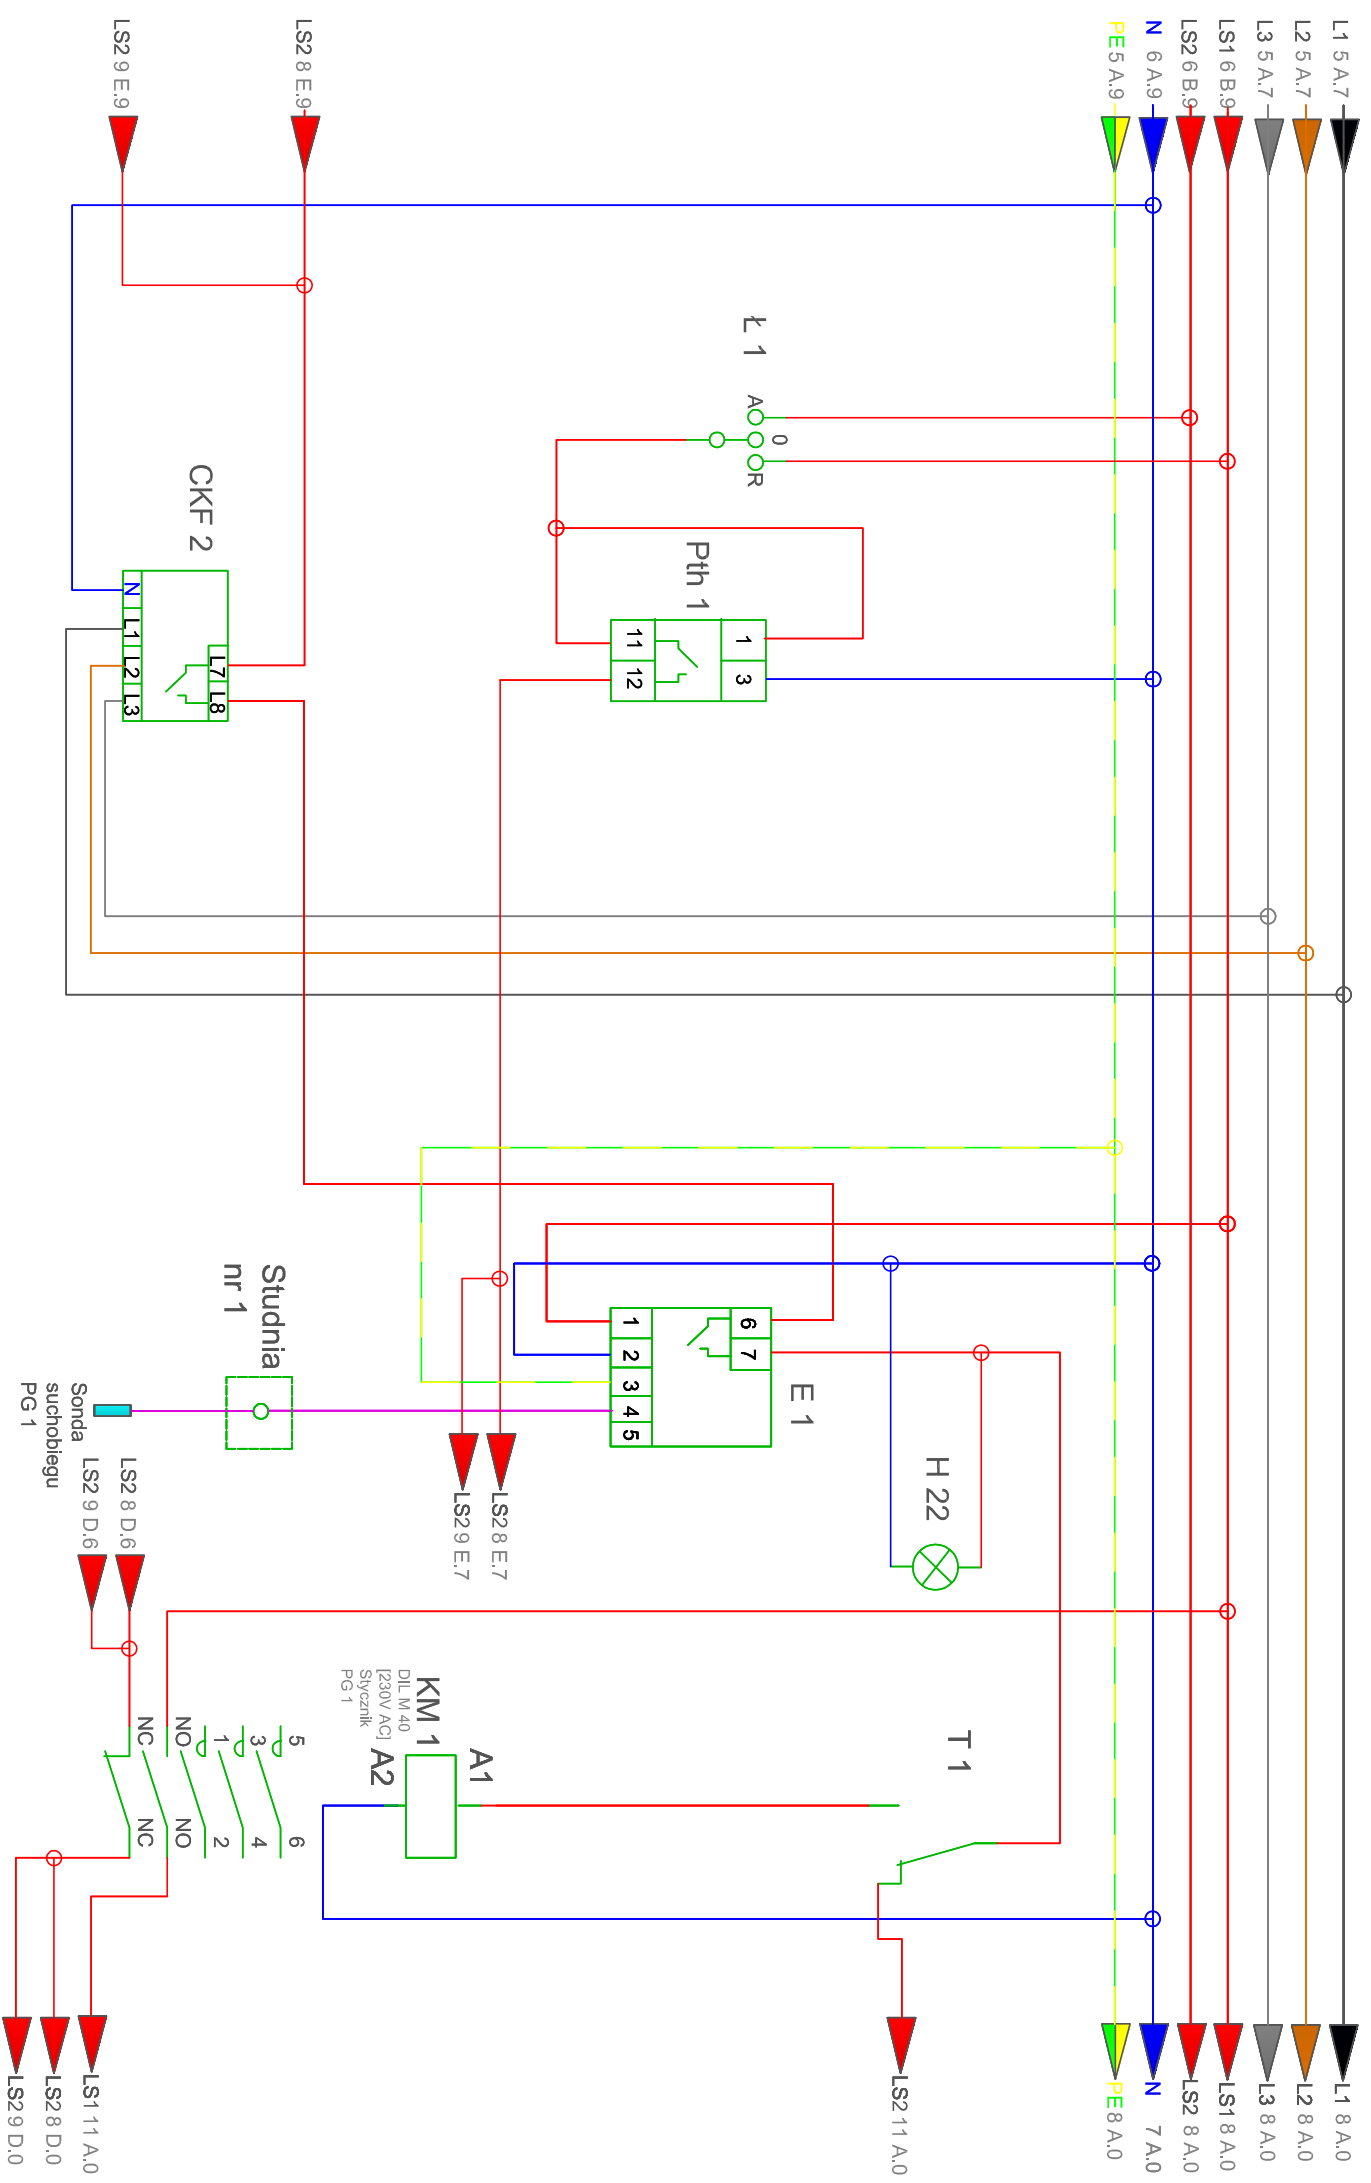 L1 5 A.7
L2 5 A.7
L3 5 A.7
LS1 6 B.9
LS2 6 B.9
N 6 A.9
PE 5 A.9
L1 8 A.0
L2 8 A.0
L3 8 A.0
LS1 8 A.0
LS2 8 A.0
N 7 A.0
PE 8 A.0
Ł 1
A
0
R
Pth 1
1
3
11
12
LS2 8 E.9
LS2 9 E.9
CKF 2
L7
L8
N
L1
L2
L3
E 1
6
7
1
2
3
4
5
H 22
LS2 8 E.7
LS2 9 E.7
Studnia
nr 1
Sonda
suchobiegu
PG 1
T 1
LS2 11 A.0
A1
KM 1
DIL M 40
[230V AC]
Stycznik
PG 1
A2
LS2 8 D.6
LS2 9 D.6
5
6
3
4
1
2
NO
NO
NC
NC
LS1 11 A.0
LS2 8 D.0
LS2 9 D.0